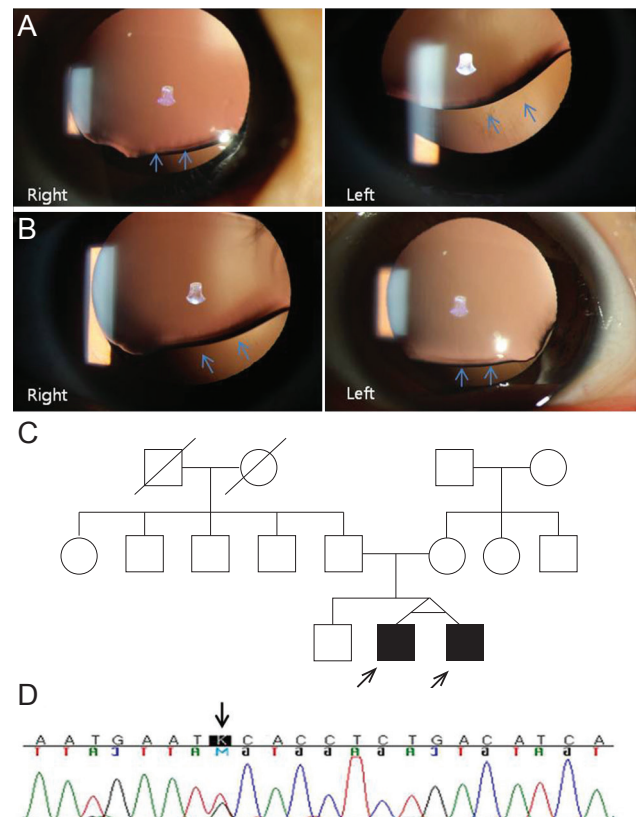 A
Right
Left
B
Right
Left
C
D
A A T G A A T K C A C C T C T G A C A T C A
T T A C T T A M G T G G A G A C T G T A G T